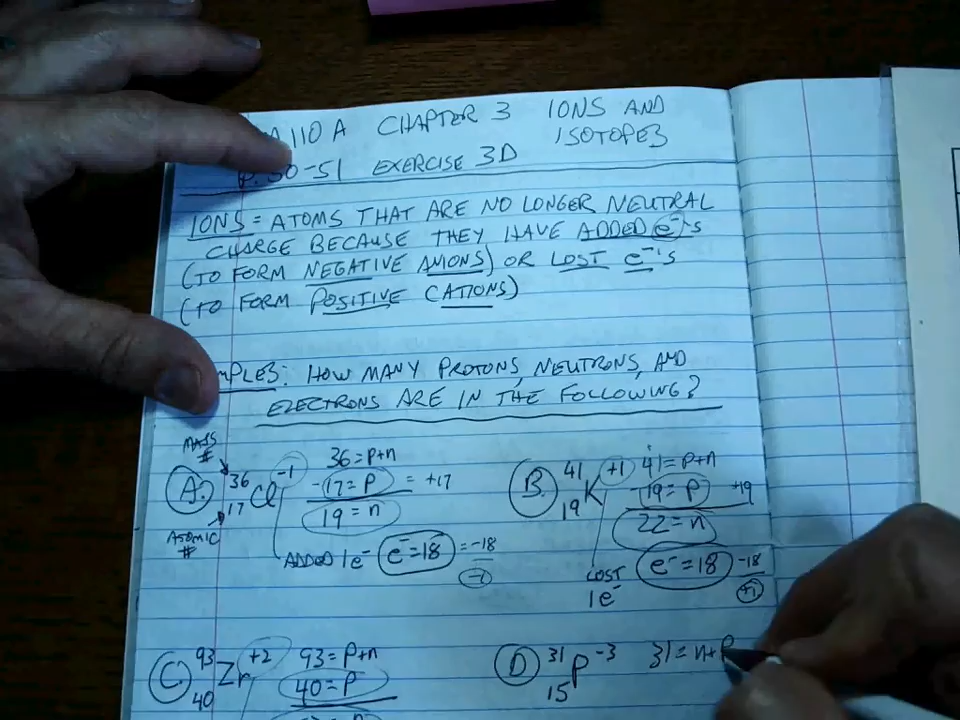 110 A CHAPTER 3 IONS AND
ISOTOPES
50-51 EXERCISE 3D
IONS = ATOMS THAT ARE NO LONGER NEUTRAL
CHARGE BECAUSE THEY HAVE ADDED e⁻'s
(TO FORM NEGATIVE ANIONS) OR LOST e⁻'s
(TO FORM POSITIVE CATIONS)
MPLES: HOW MANY PROTONS, NEUTRONS, AND
ELECTRONS ARE IN THE FOLLOWING?
MASS #
A. 36 17 Cl -1
ATOMIC #
36 = p+n
-17 = p = +17
19 = n
ADDED 1e⁻ e⁻ = 18 = -18
-1
B. 41 19 K +1
41 = p+n
-19 = p +19
22 = n
LOST 1e⁻ e⁻ = 18 -18
+1
C. 93 40 Zr +2
93 = p+n
40 = p
D 31 15 P -3
31 = n+p